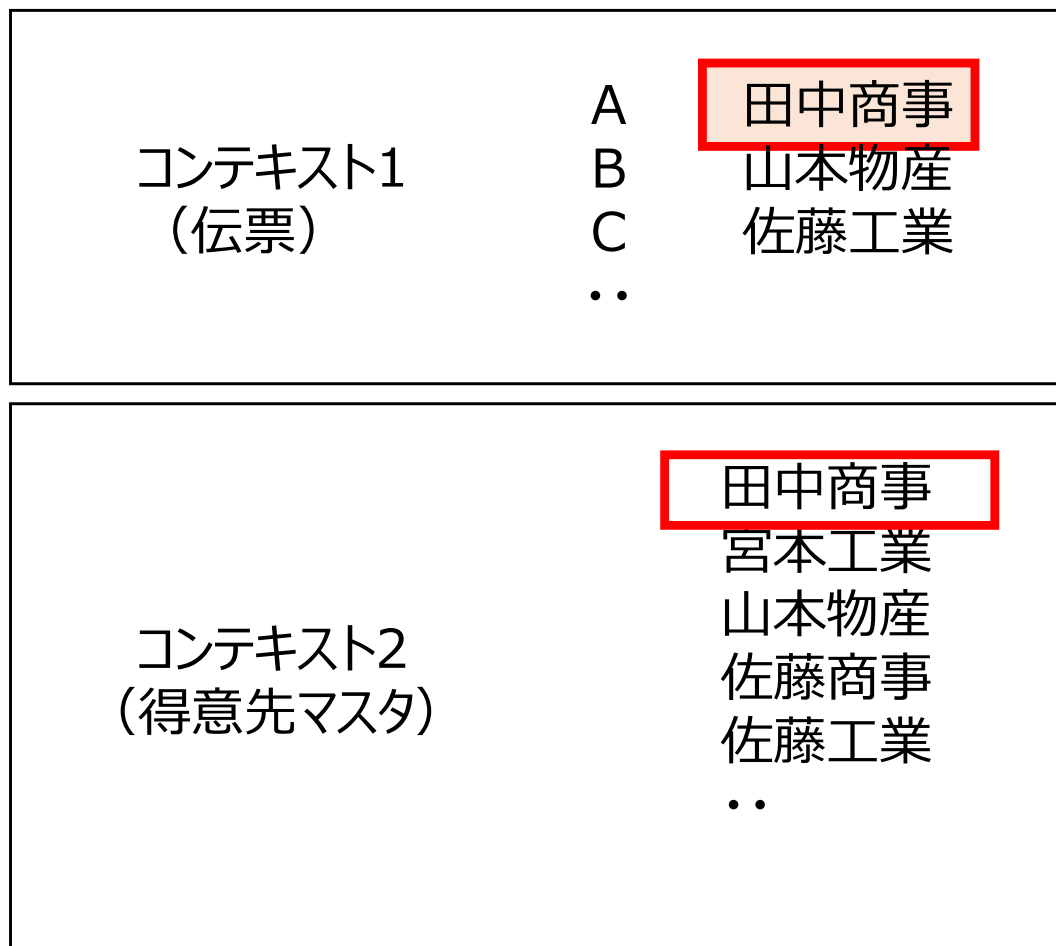 コンテキスト1
（伝票）
A 田中商事
B 山本物産
C 佐藤工業
・・
コンテキスト2
（得意先マスタ）
田中商事
宮本工業
山本物産
佐藤商事
佐藤工業
・・